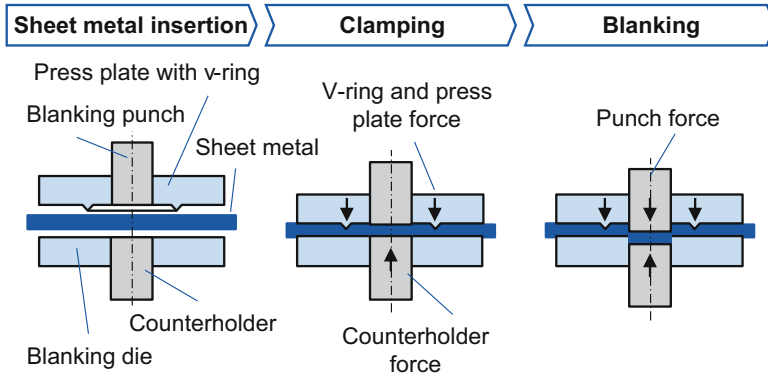 Sheet metal insertion
Clamping
Blanking
Press plate with v-ring
Blanking punch
Sheet metal
Counterholder
Blanking die
V-ring and press
plate force
Counterholder
force
Punch force